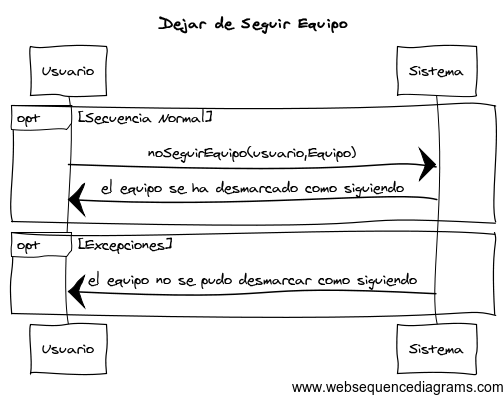 Dejar de Seguir Equipo
Usuario
Sistema
opt
[Secuencia Normal]
noSeguirEquipo(usuario,Equipo)
el equipo se ha desmarcado como siguiendo
opt
[Excepciones]
el equipo no se pudo desmarcar como siguiendo
Usuario
Sistema
www.websequencediagrams.com